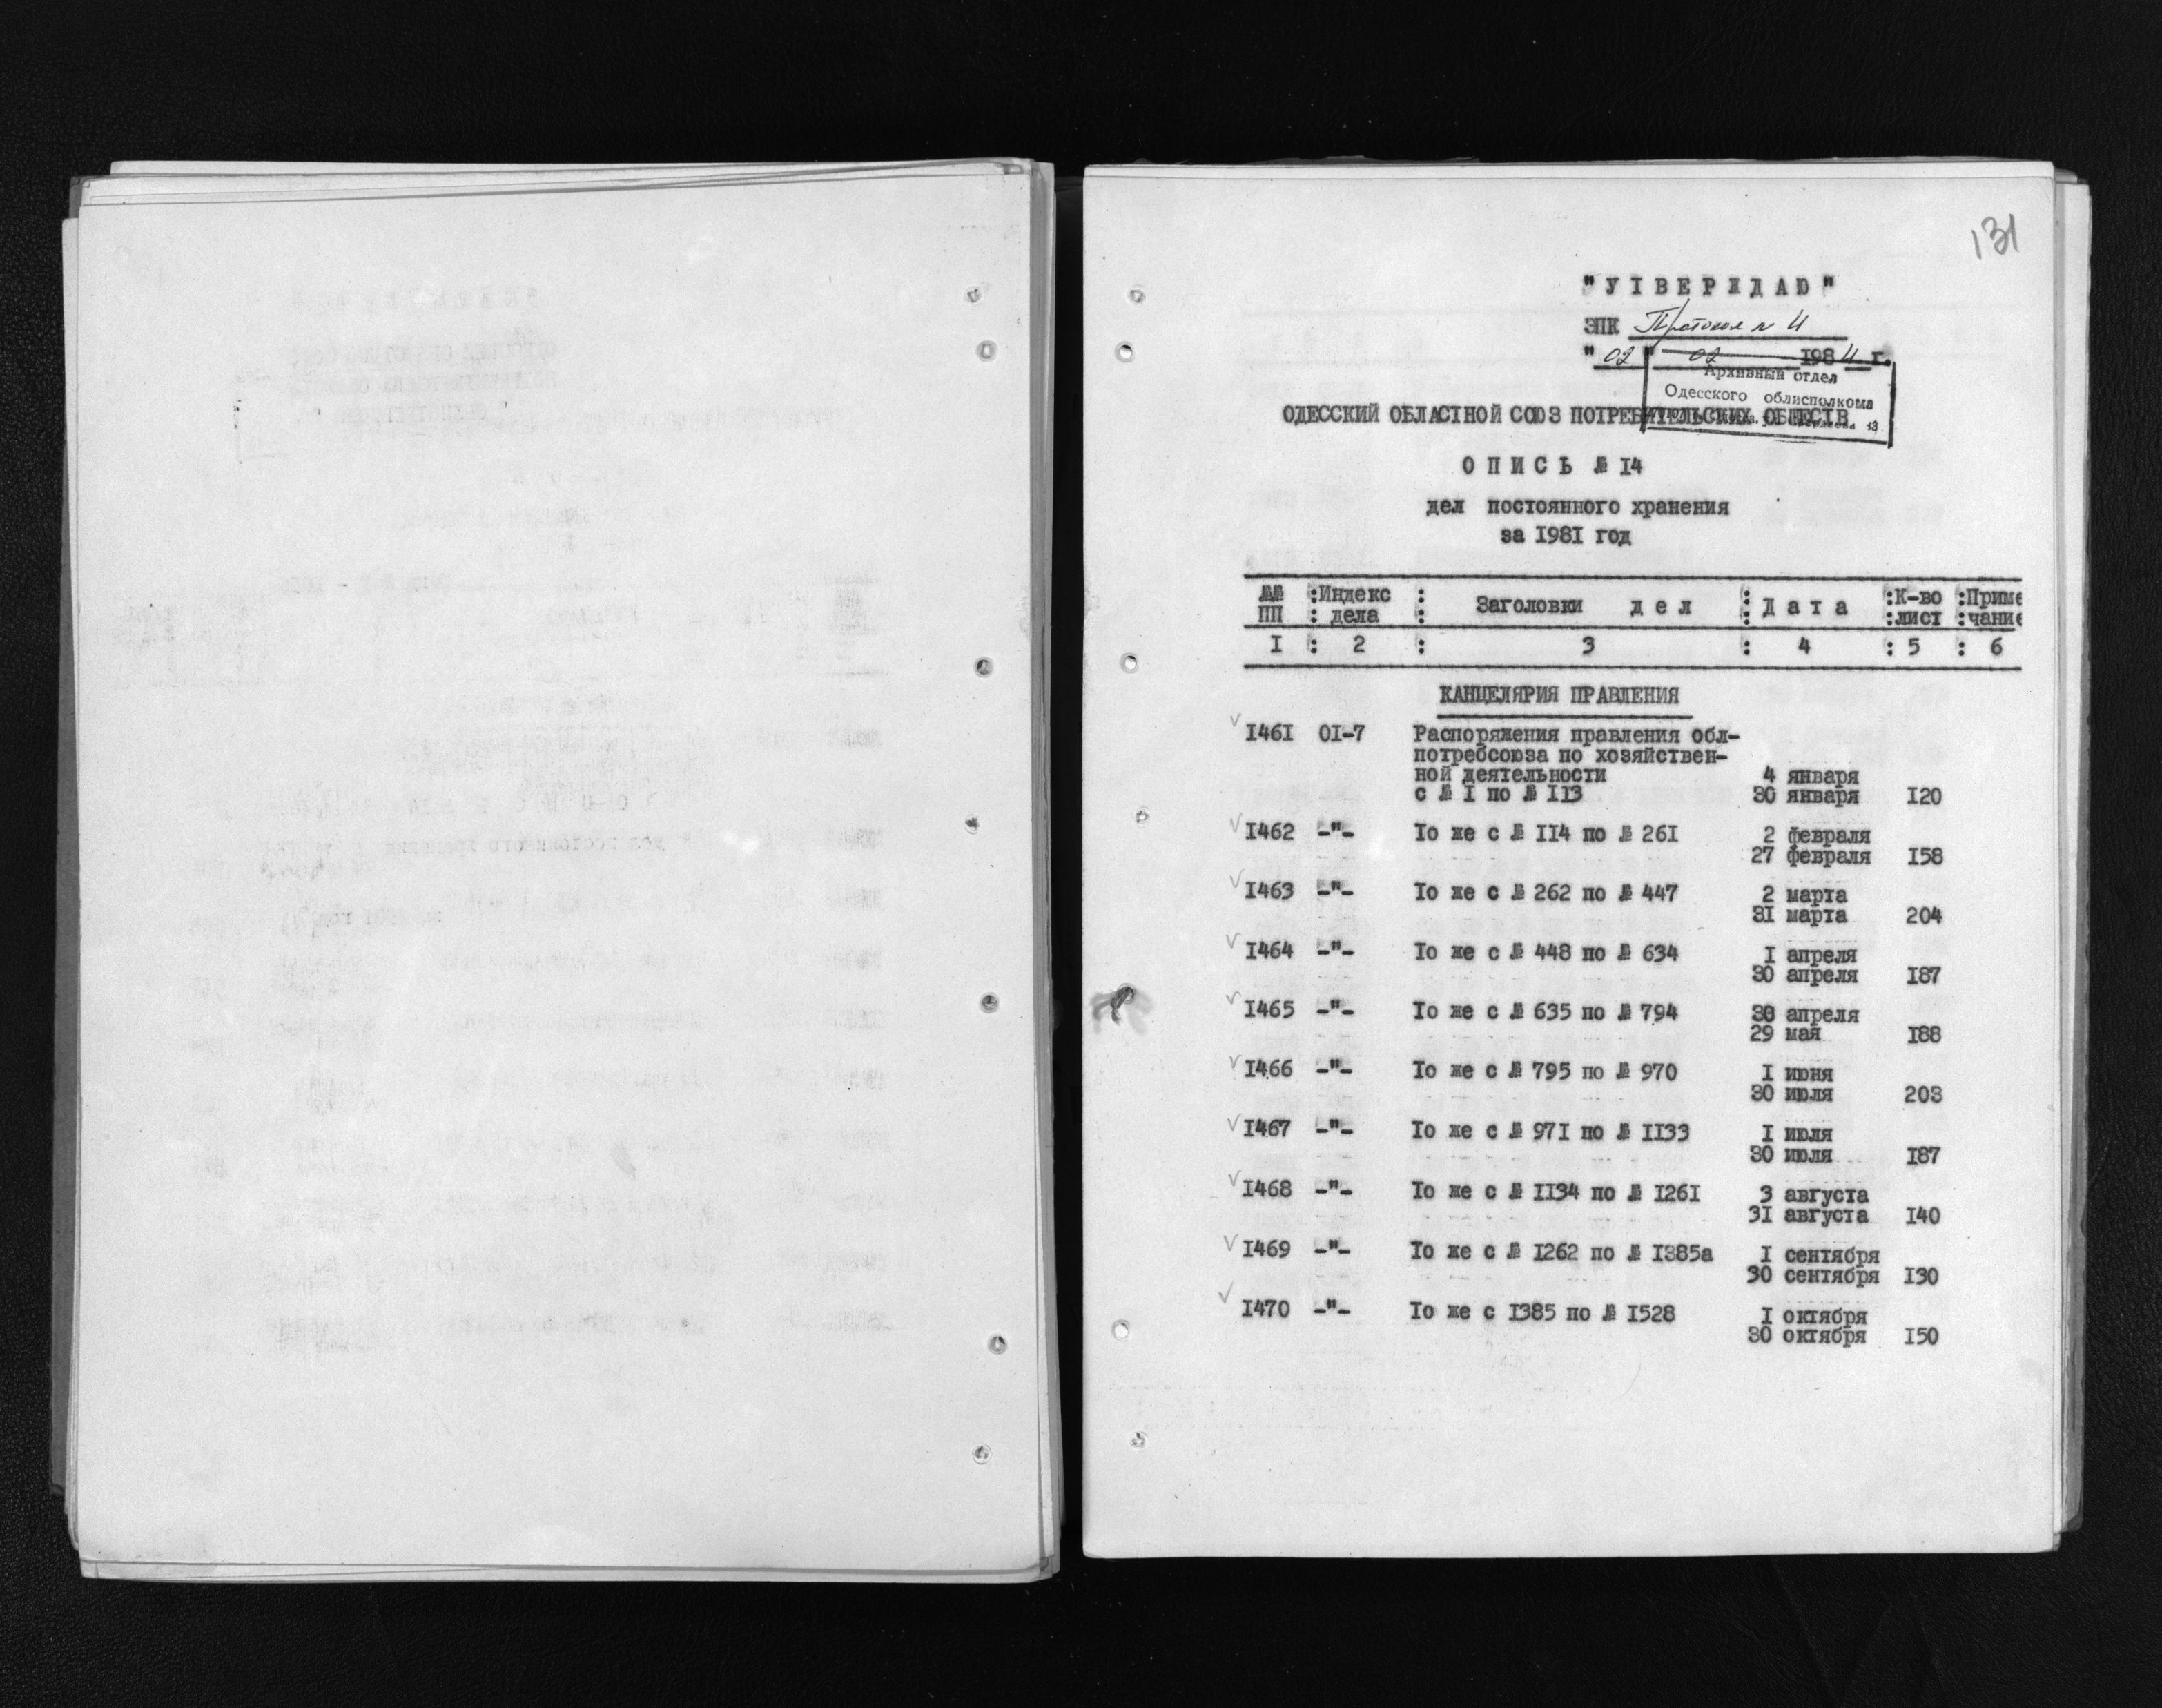 131
"УТВЕРЖДАЮ"
ЭПК Протокол № 4
"02" 02 1984 г.
Архивный отдел
Одесского облисполкома
ОДЕССКИЙ ОБЛАСТНОЙ СОЮЗ ПОТРЕБИТЕЛЬСКИХ ОБЩЕСТВ
ОПИСЬ № 14
дел постоянного хранения
за 1981 год
№№ :Индекс : Заголовки дел : Дата :К-во :Приме
ПП : дела : : :лист :чание
1 : 2 : 3 : 4 : 5 : 6
КАНЦЕЛЯРИЯ ПРАВЛЕНИЯ
1461 01-7 Распоряжения правления обл-
потребсоюза по хозяйствен-
ной деятельности 4 января
с № 1 по № 113 30 января 120
1462 -"- То же с № 114 по № 261 2 февраля
27 февраля 158
1463 -"- То же с № 262 по № 447 2 марта
31 марта 204
1464 -"- То же с № 448 по № 634 1 апреля
30 апреля 187
1465 -"- То же с № 635 по № 794 30 апреля
29 мая 188
1466 -"- То же с № 795 по № 970 1 июня
30 июля 203
1467 -"- То же с № 971 по № 1133 1 июля
30 июля 187
1468 -"- То же с № 1134 по № 1261 3 августа
31 августа 140
1469 -"- То же с № 1262 по № 1385а 1 сентября
30 сентября 130
1470 -"- То же с 1385 по № 1528 1 октября
30 октября 150